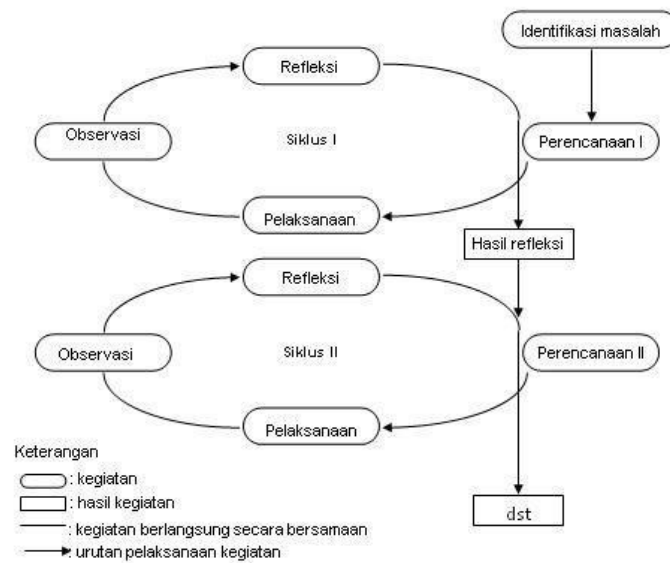 Identifikasi masalah
Refleksi
Observasi
Siklus I
Perencanaan I
Pelaksanaan
Hasil refleksi
Refleksi
Observasi
Siklus II
Perencanaan II
Pelaksanaan
Keterangan
: kegiatan
: hasil kegiatan
: kegiatan berlangsung secara bersamaan
: urutan pelaksanaan kegiatan
dst